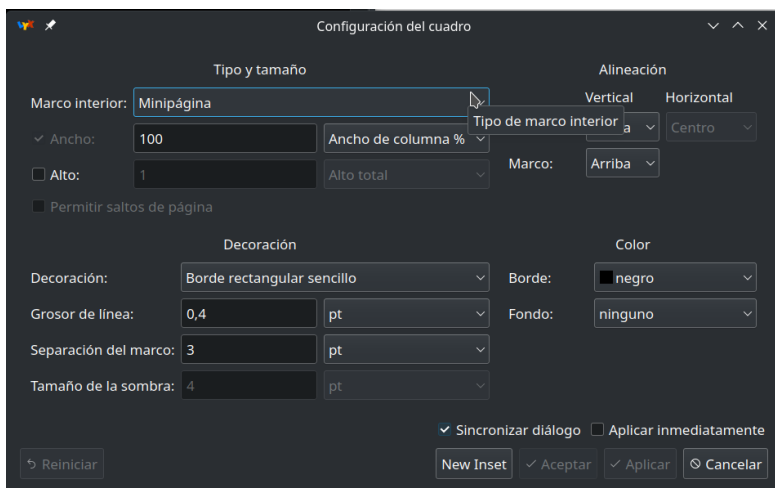 Configuración del cuadro
Tipo y tamaño
Alineación
Marco interior: Minipágina
Vertical Horizontal
Tipo de marco interior
Ancho: 100 Ancho de columna %
a Centro
Alto: 1 Alto total
Marco: Arriba
Permitir saltos de página
Decoración
Color
Decoración: Borde rectangular sencillo
Borde: negro
Grosor de línea: 0,4 pt
Fondo: ninguno
Separación del marco: 3 pt
Tamaño de la sombra: 4 pt
Sincronizar diálogo Aplicar inmediatamente
Reiniciar New Inset Aceptar Aplicar Cancelar